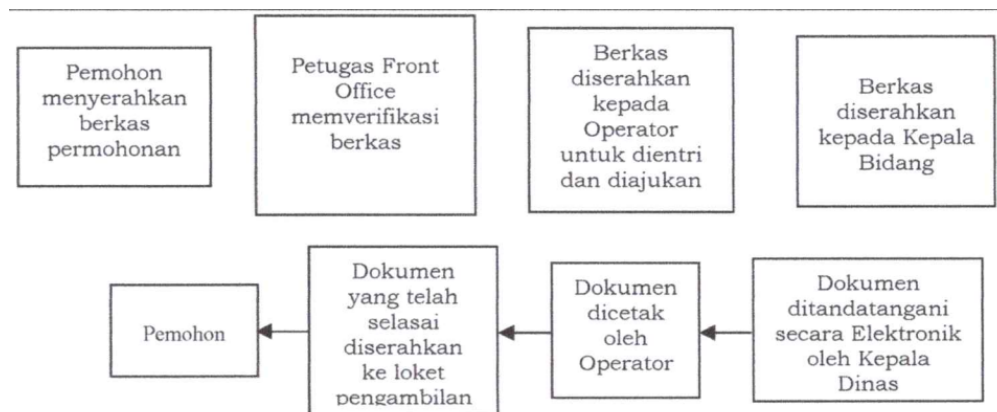 Pemohon
menyerahkan
berkas
permohonan
Petugas Front
Office
memverifikasi
berkas
Berkas
diserahkan
kepada
Operator
untuk dientri
dan diajukan
Berkas
diserahkan
kepada Kepala
Bidang
Dokumen
ditandatangani
secara Elektronik
oleh Kepala
Dinas
Dokumen
dicetak
oleh
Operator
Dokumen
yang telah
selasai
diserahkan
ke loket
pengambilan
Pemohon